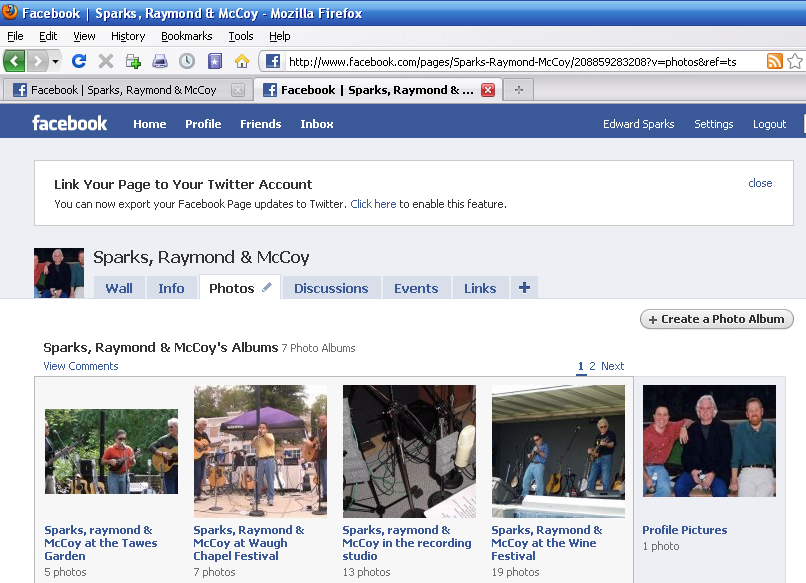 Facebook | Sparks, Raymond & McCoy - Mozilla Firefox
File Edit View History Bookmarks Tools Help
http://www.facebook.com/pages/Sparks-Raymond-McCoy/208859283208?v=photos&ref=ts
Facebook | Sparks, Raymond & McCoy
Facebook | Sparks, Raymond & ...
facebook Home Profile Friends Inbox Edward Sparks Settings Logout
Link Your Page to Your Twitter Account close
You can now export your Facebook Page updates to Twitter. Click here to enable this feature.
Sparks, Raymond & McCoy
Wall Info Photos Discussions Events Links +
+ Create a Photo Album
Sparks, Raymond & McCoy's Albums 7 Photo Albums
View Comments 1 2 Next
Sparks, raymond &
McCoy at the Tawes
Garden
5 photos
Sparks, Raymond &
McCoy at Waugh
Chapel Festival
7 photos
Sparks, raymond &
McCoy in the recording
studio
13 photos
Sparks, Raymond &
McCoy at the Wine
Festival
19 photos
Profile Pictures
1 photo